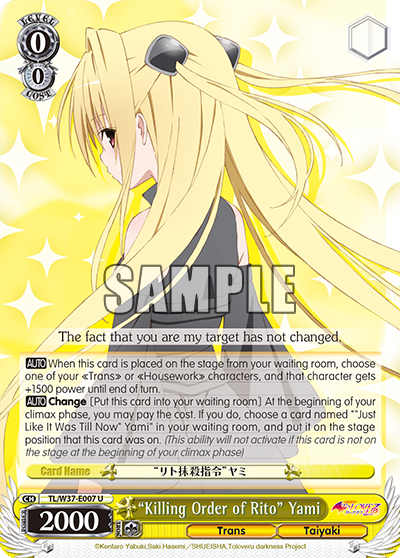 LEVEL
0
0
COST
SAMPLE
The fact that you are my target has not changed.
AUTO When this card is placed on the stage from your waiting room, choose
one of your «Trans» or «Housework» characters, and that character gets
+1500 power until end of turn.
AUTO Change [Put this card into your waiting room] At the beginning of your
climax phase, you may pay the cost. If you do, choose a card named ""Just
Like It Was Till Now" Yami" in your waiting room, and put it on the stage
position that this card was on. (This ability will not activate if this card is not on
the stage at the beginning of the climax phase)
Card Name
“リト抹殺指令”ヤミ
CH TL/W37-E007 U
“Killing Order of Rito” Yami
POWER
2000
Trans
Taiyaki
©Kentaro Yabuki,Saki Hasemi／SHUEISHA,Toloveru darkness Project